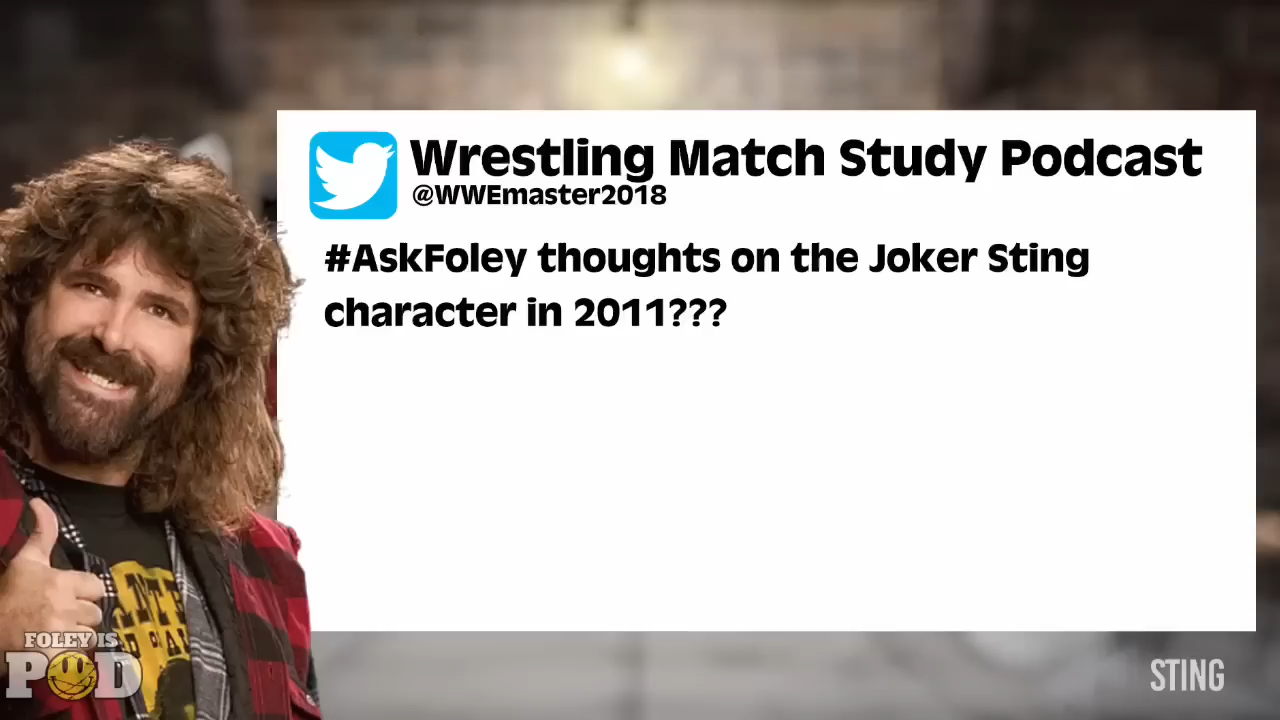 Wrestling Match Study Podcast
@WWEmaster2018
#AskFoley thoughts on the Joker Sting
character in 2011???
FOLEY IS
POD
STING